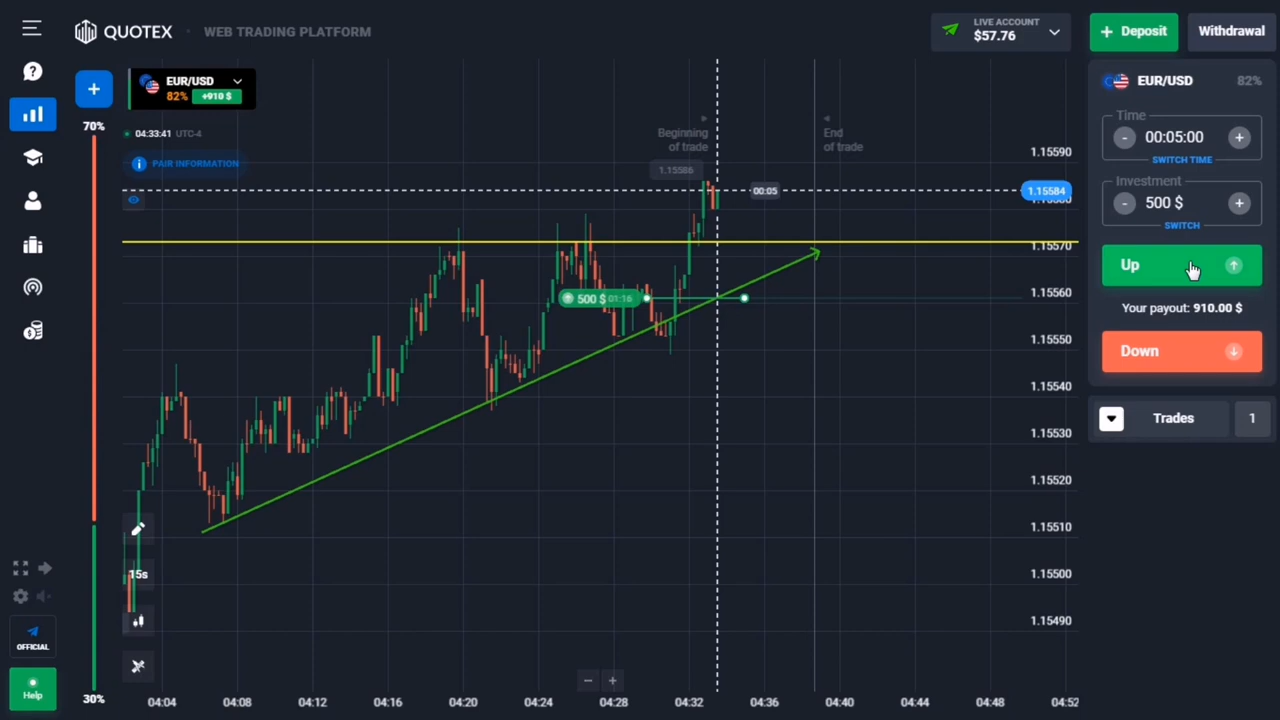 QUOTEX
WEB TRADING PLATFORM
LIVE ACCOUNT
$57.76
+ Deposit
Withdrawal
+
EUR/USD
82% +910 $
EUR/USD 82%
70%
04:33:41 UTC-4
PAIR INFORMATION
Beginning
of trade
End
of trade
Time
- 00:05:00 +
SWITCH TIME
Investment
- 500 $ +
SWITCH
Up
Your payout: 910.00 $
Down
Trades 1
1.15586
00:05
1.15584
500 $ 01:16
1.15590
1.15570
1.15560
1.15550
1.15540
1.15530
1.15520
1.15510
1.15500
1.15490
15s
OFFICIAL
Help
30%
- +
04:04 04:08 04:12 04:16 04:20 04:24 04:28 04:32 04:36 04:40 04:44 04:48 04:52